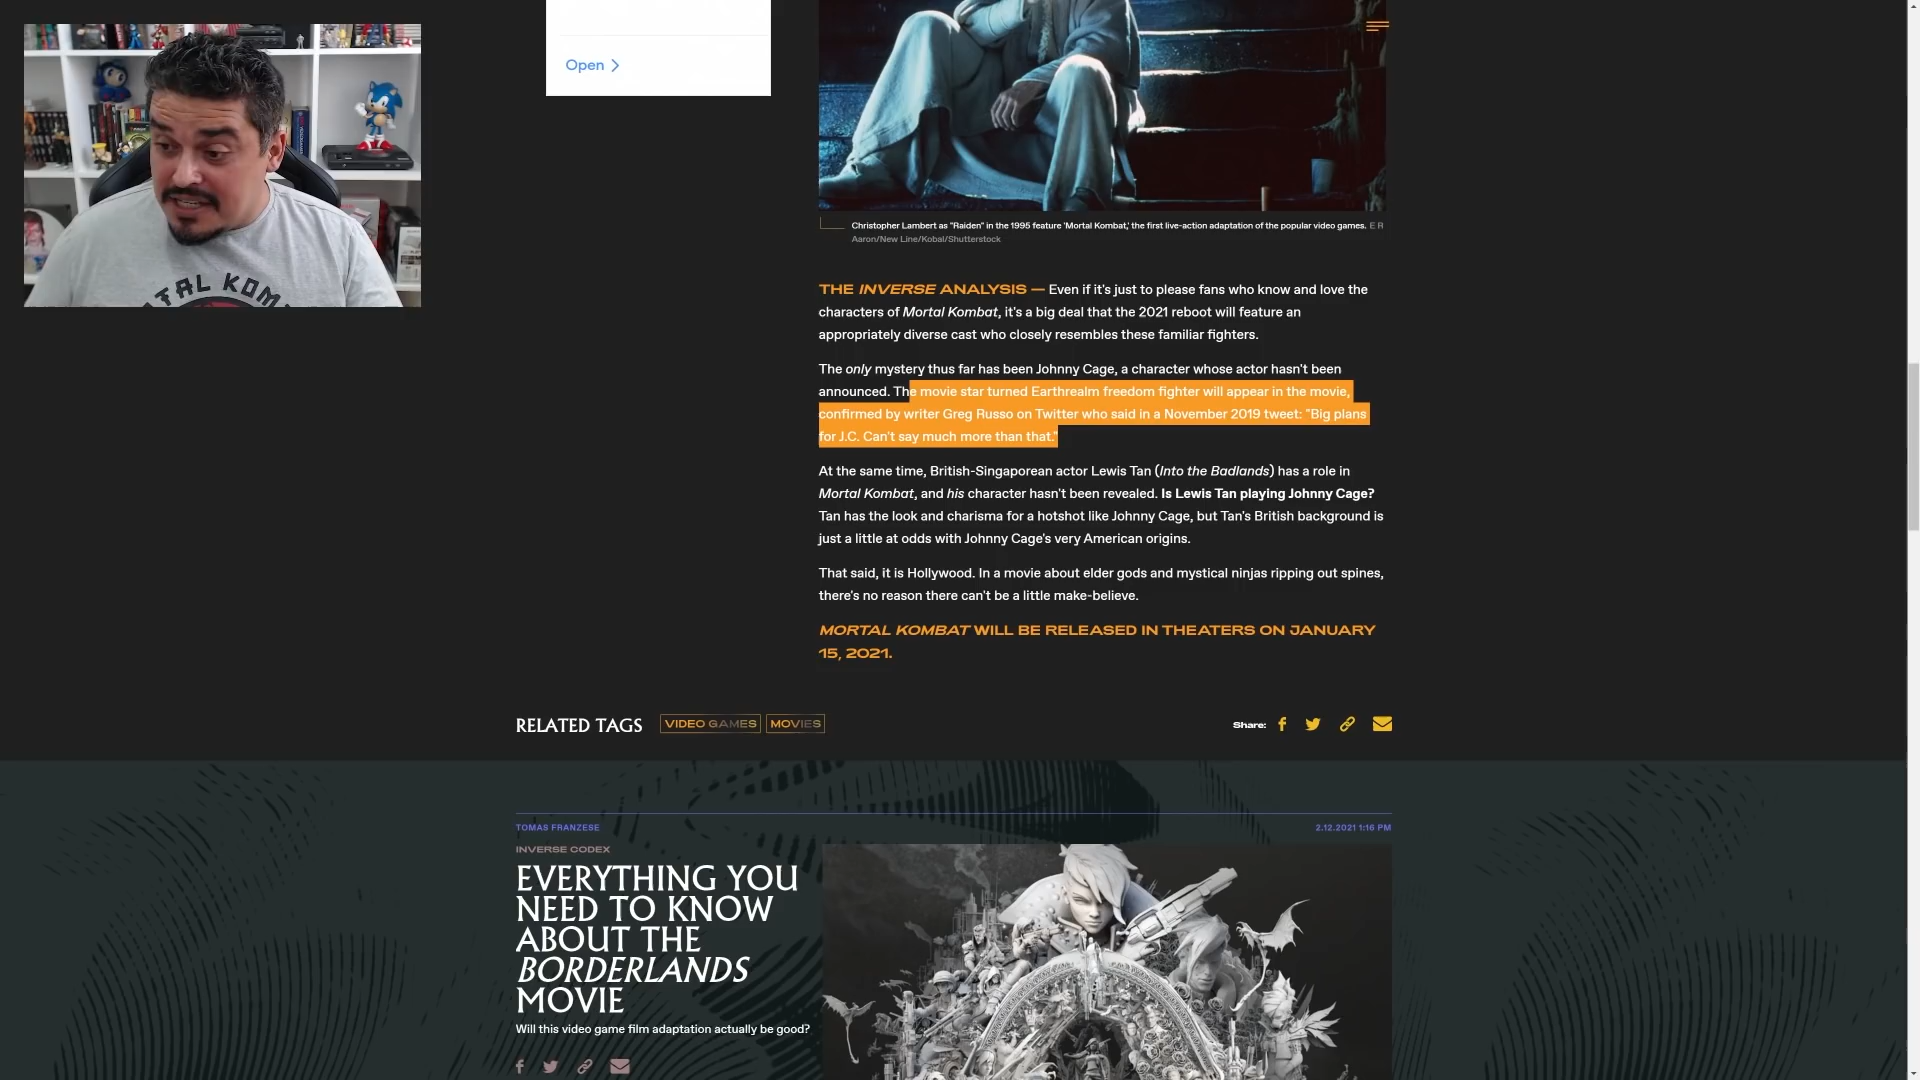 Open
Christopher Lambert as "Raiden" in the 1995 feature 'Mortal Kombat,' the first live-action adaptation of the popular video games. E R
Aaron/New Line/Kobal/Shutterstock
THE INVERSE ANALYSIS — Even if it's just to please fans who know and love the
characters of Mortal Kombat, it's a big deal that the 2021 reboot will feature an
appropriately diverse cast who closely resembles these familiar fighters.
The only mystery thus far has been Johnny Cage, a character whose actor hasn't been
announced. The movie star turned Earthrealm freedom fighter will appear in the movie,
confirmed by writer Greg Russo on Twitter who said in a November 2019 tweet: "Big plans
for J.C. Can't say much more than that."
At the same time, British-Singaporean actor Lewis Tan (Into the Badlands) has a role in
Mortal Kombat, and his character hasn't been revealed. Is Lewis Tan playing Johnny Cage?
Tan has the look and charisma for a hotshot like Johnny Cage, but Tan's British background is
just a little at odds with Johnny Cage's very American origins.
That said, it is Hollywood. In a movie about elder gods and mystical ninjas ripping out spines,
there's no reason there can't be a little make-believe.
MORTAL KOMBAT WILL BE RELEASED IN THEATERS ON JANUARY
15, 2021.
RELATED TAGS VIDEO GAMES MOVIES Share:
TOMAS FRANZESE 2.12.2021 1:16 PM
INVERSE CODEX
EVERYTHING YOU
NEED TO KNOW
ABOUT THE
BORDERLANDS
MOVIE
Will this video game film adaptation actually be good?